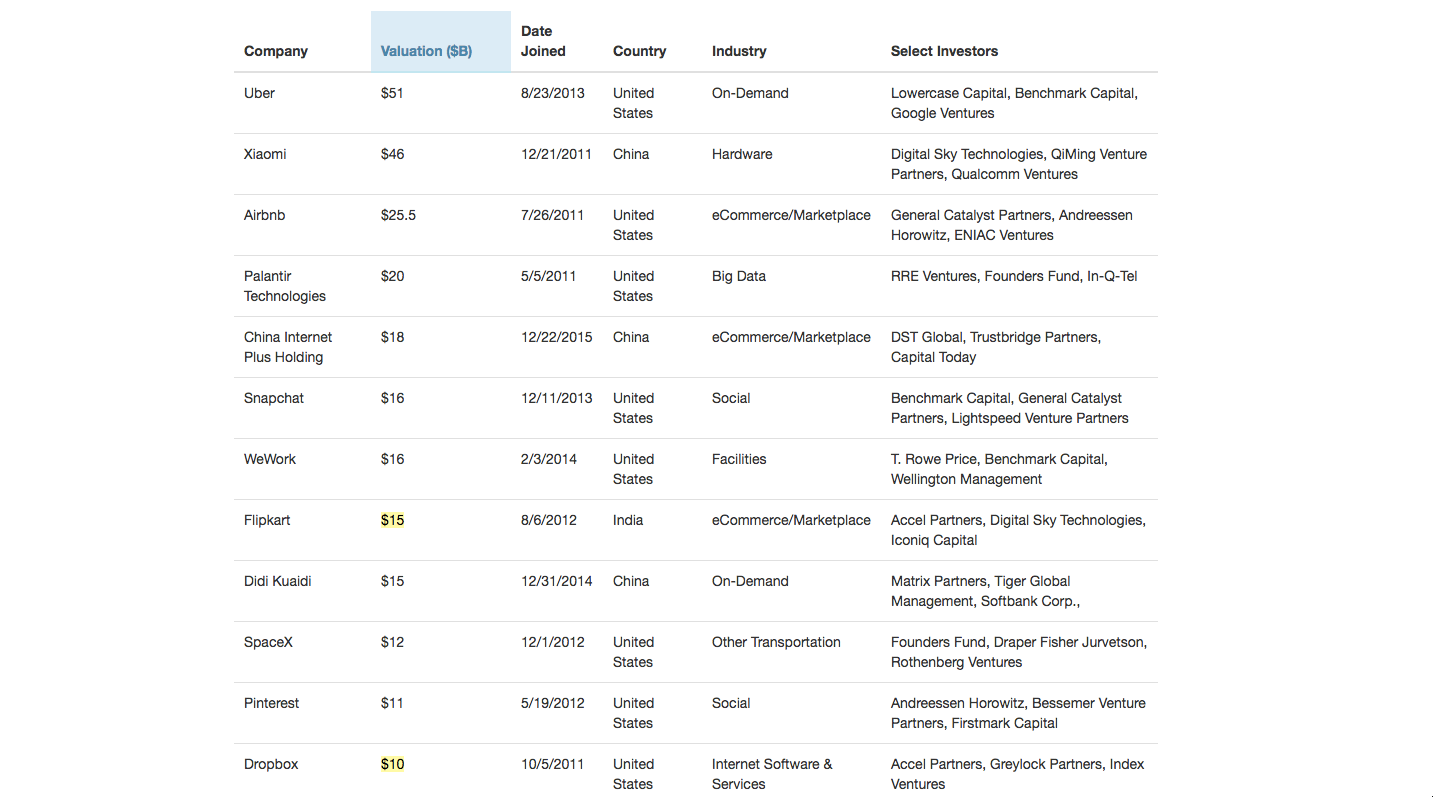 Company Valuation ($B) Date Joined Country Industry Select Investors
Uber $51 8/23/2013 United States On-Demand Lowercase Capital, Benchmark Capital, Google Ventures
Xiaomi $46 12/21/2011 China Hardware Digital Sky Technologies, QiMing Venture Partners, Qualcomm Ventures
Airbnb $25.5 7/26/2011 United States eCommerce/Marketplace General Catalyst Partners, Andreessen Horowitz, ENIAC Ventures
Palantir Technologies $20 5/5/2011 United States Big Data RRE Ventures, Founders Fund, In-Q-Tel
China Internet Plus Holding $18 12/22/2015 China eCommerce/Marketplace DST Global, Trustbridge Partners, Capital Today
Snapchat $16 12/11/2013 United States Social Benchmark Capital, General Catalyst Partners, Lightspeed Venture Partners
WeWork $16 2/3/2014 United States Facilities T. Rowe Price, Benchmark Capital, Wellington Management
Flipkart $15 8/6/2012 India eCommerce/Marketplace Accel Partners, Digital Sky Technologies, Iconiq Capital
Didi Kuaidi $15 12/31/2014 China On-Demand Matrix Partners, Tiger Global Management, Softbank Corp.,
SpaceX $12 12/1/2012 United States Other Transportation Founders Fund, Draper Fisher Jurvetson, Rothenberg Ventures
Pinterest $11 5/19/2012 United States Social Andreessen Horowitz, Bessemer Venture Partners, Firstmark Capital
Dropbox $10 10/5/2011 United States Internet Software & Services Accel Partners, Greylock Partners, Index Ventures